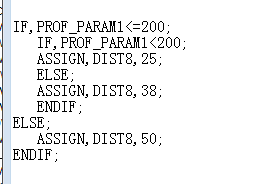 IF,PROF_PARAM1<=200;
IF,PROF_PARAM1<200;
ASSIGN,DIST8,25;
ELSE;
ASSIGN,DIST8,38;
ENDIF;
ELSE;
ASSIGN,DIST8,50;
ENDIF;